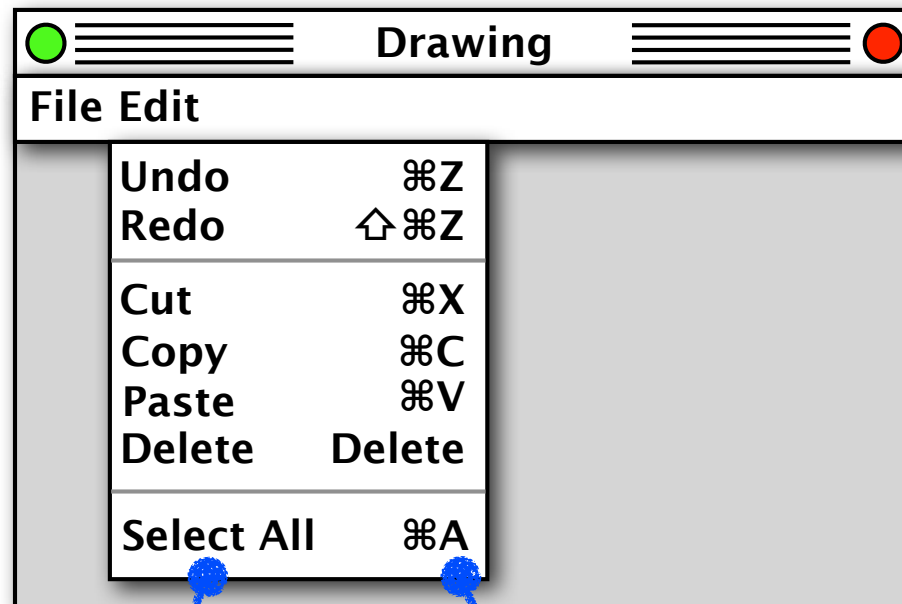 Drawing
File Edit
Undo ⌘Z
Redo ⇧⌘Z
Cut ⌘X
Copy ⌘C
Paste ⌘V
Delete Delete
Select All ⌘A